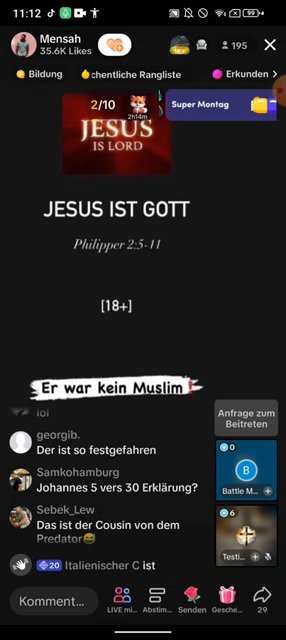 11:12
99
Mensah
35.6K Likes
195
Bildung
chentliche Rangliste
Erkunden
2/10
2h14m
Super Montag
JESUS
IS LORD
JESUS IST GOTT
Philipper 2:5-11
[18+]
Er war kein Muslim
lol
georgib.
Der ist so festgefahren
Samkohamburg
Johannes 5 vers 30 Erklärung?
Sebek_Lew
Das ist der Cousin von dem
Predator😅
20 Italienischer C ist
Anfrage zum
Beitreten
0
B
Battle M...
6
Testi...
Komment...
LIVE mi...
Abstim...
Senden
Gesche...
29